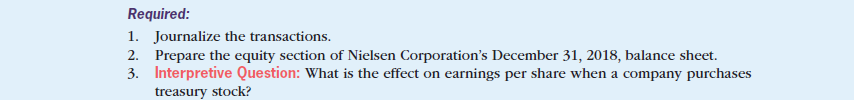 Required:
1. Journalize the transactions.
2. Prepare the equity section of Nielsen Corporation's December 31, 2018, balance sheet.
3. Interpretive Question: What is the effect on earnings per share when a company purchases
treasury stock?